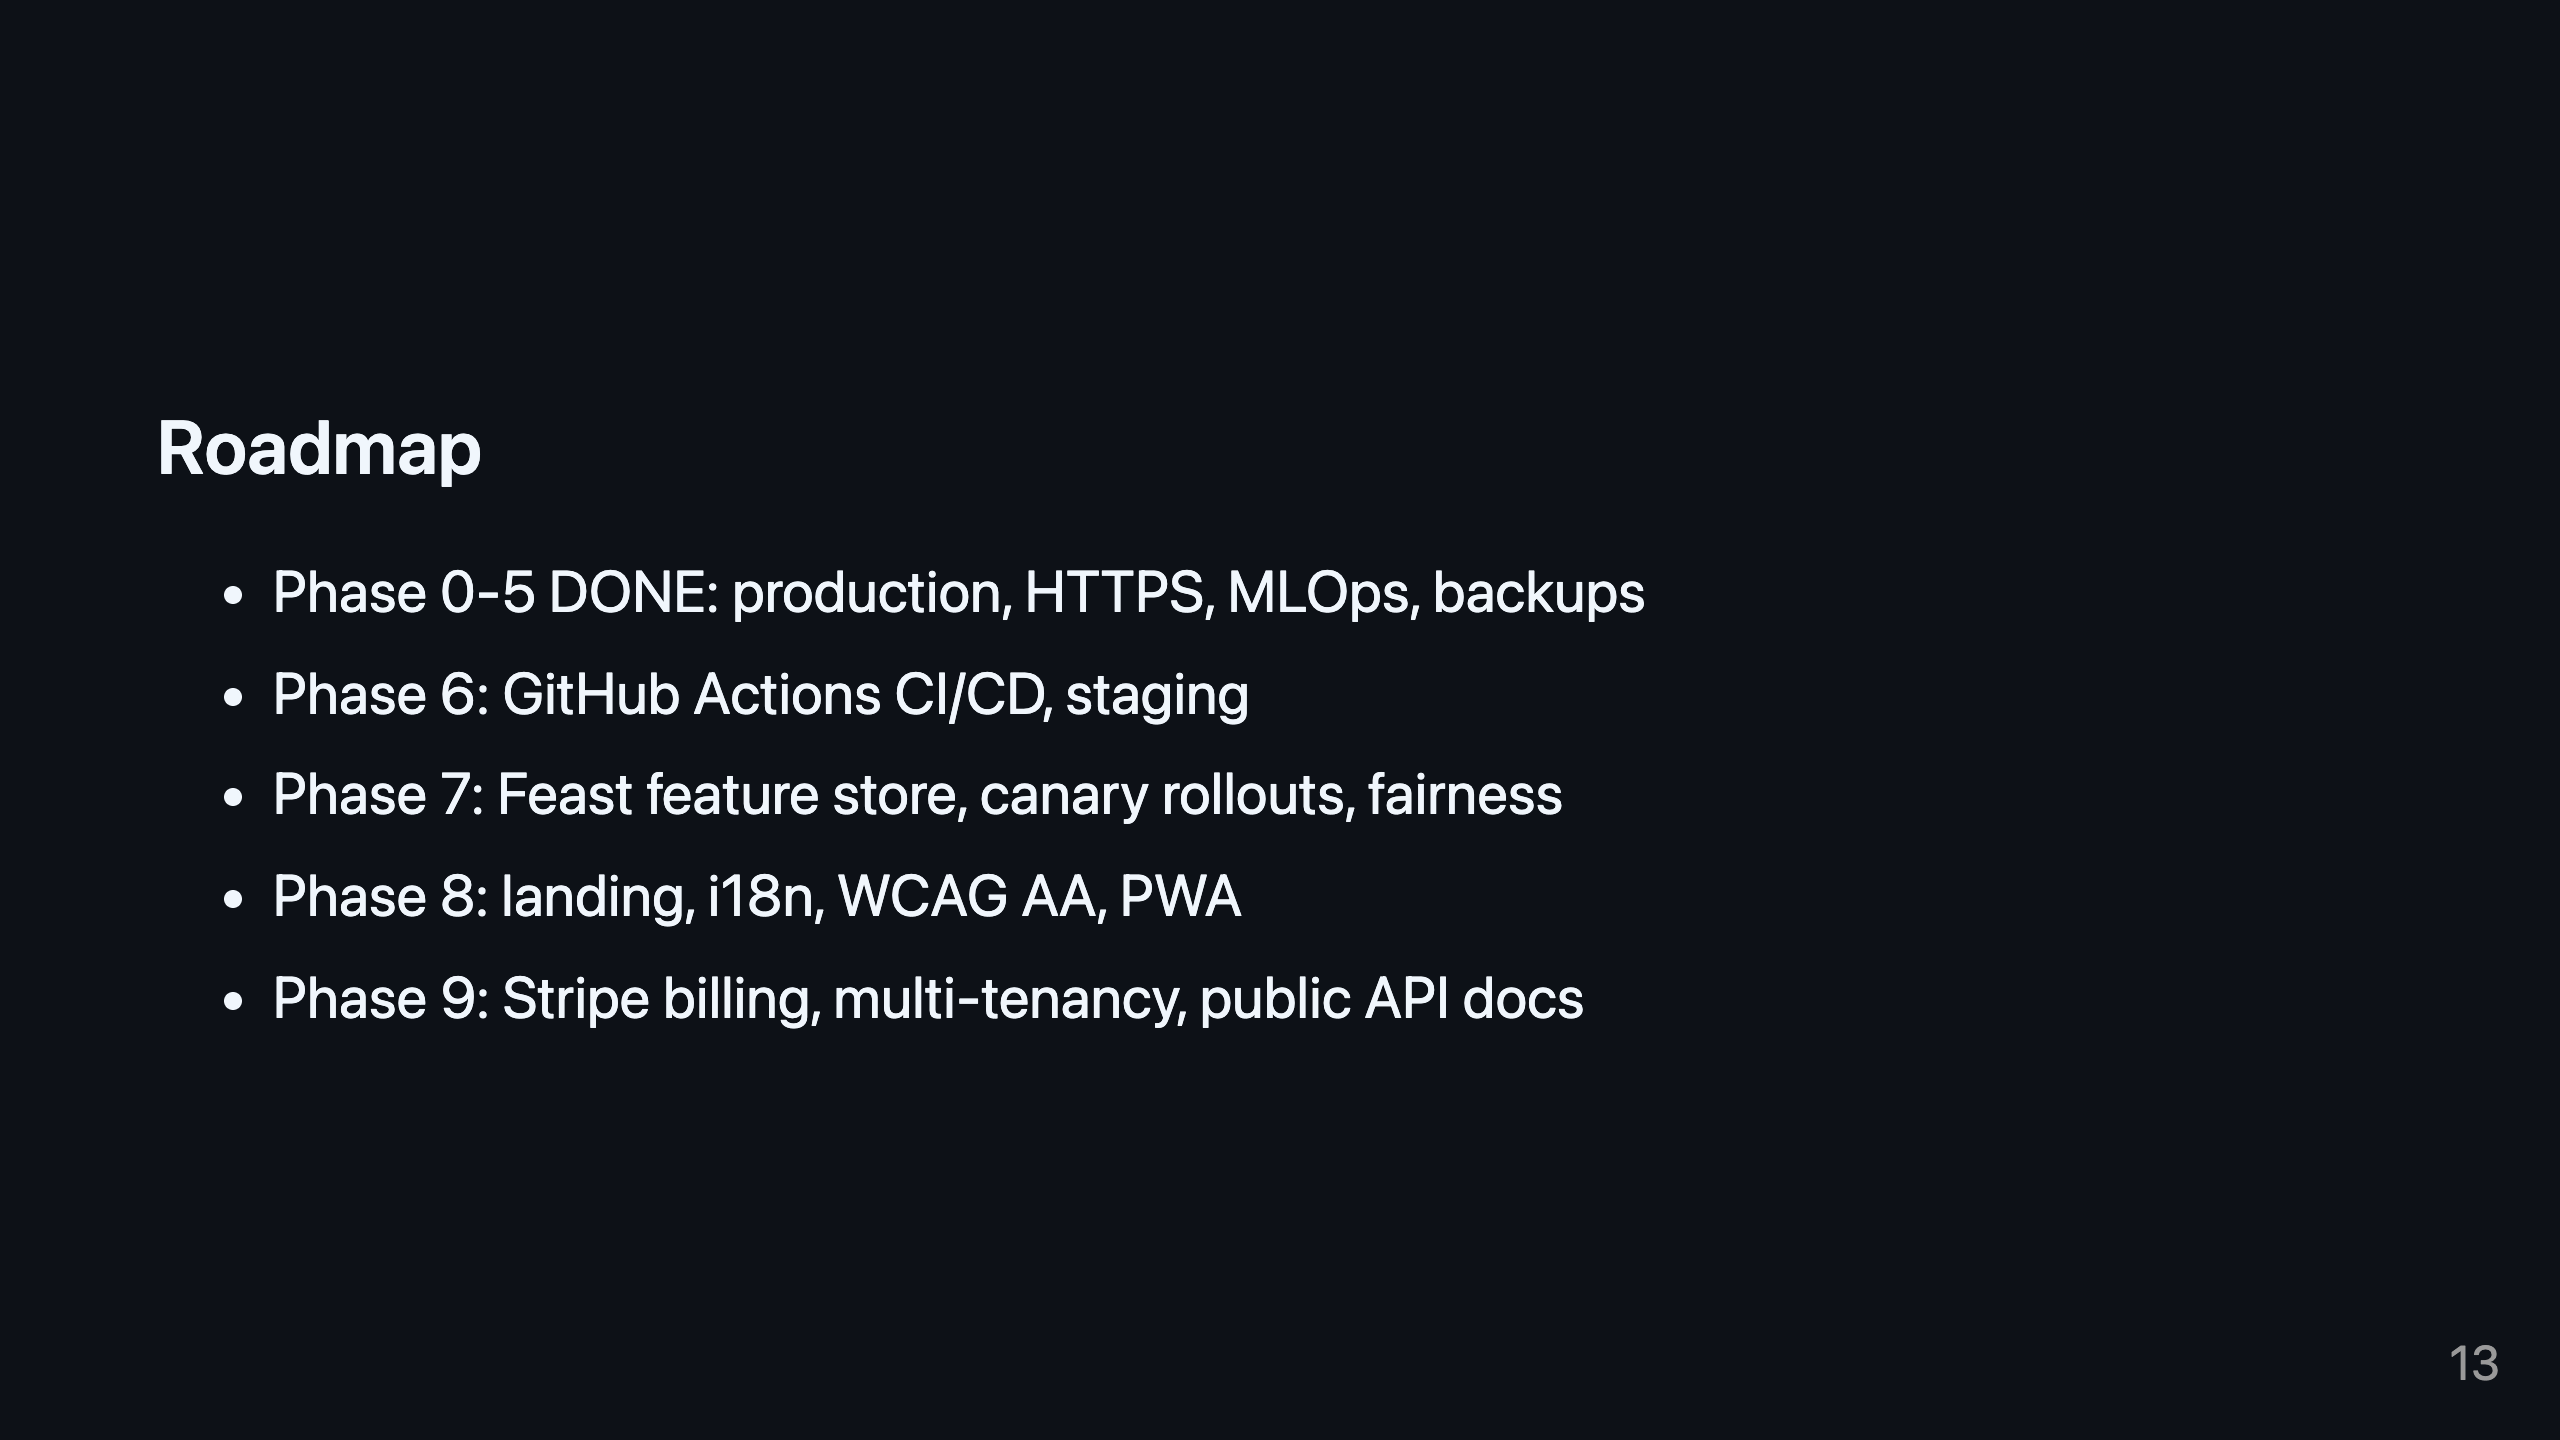 Roadmap
• Phase 0-5 DONE: production, HTTPS, MLOps, backups
• Phase 6: GitHub Actions CI/CD, staging
• Phase 7: Feast feature store, canary rollouts, fairness
• Phase 8: landing, i18n, WCAG AA, PWA
• Phase 9: Stripe billing, multi-tenancy, public API docs
13